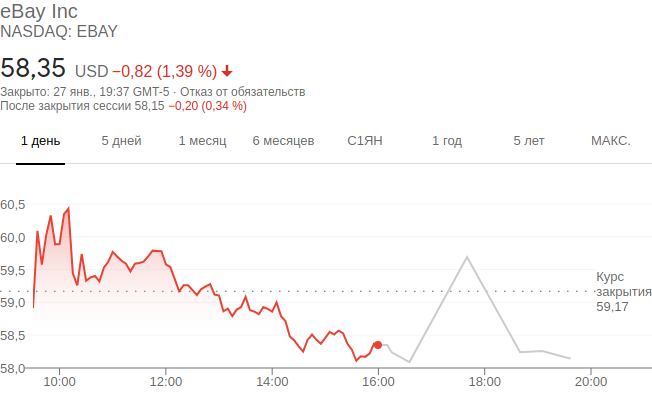 eBay Inc
NASDAQ: EBAY
58,35 USD −0,82 (1,39 %)
Закрыто: 27 янв., 19:37 GMT-5 · Отказ от обязательств
После закрытия сессии 58,15 −0,20 (0,34 %)
1 день 5 дней 1 месяц 6 месяцев С1ЯН 1 год 5 лет МАКС.
60,5
60,0
59,5
59,0
58,5
58,0
Курс
закрытия
59,17
10:00 12:00 14:00 16:00 18:00 20:00